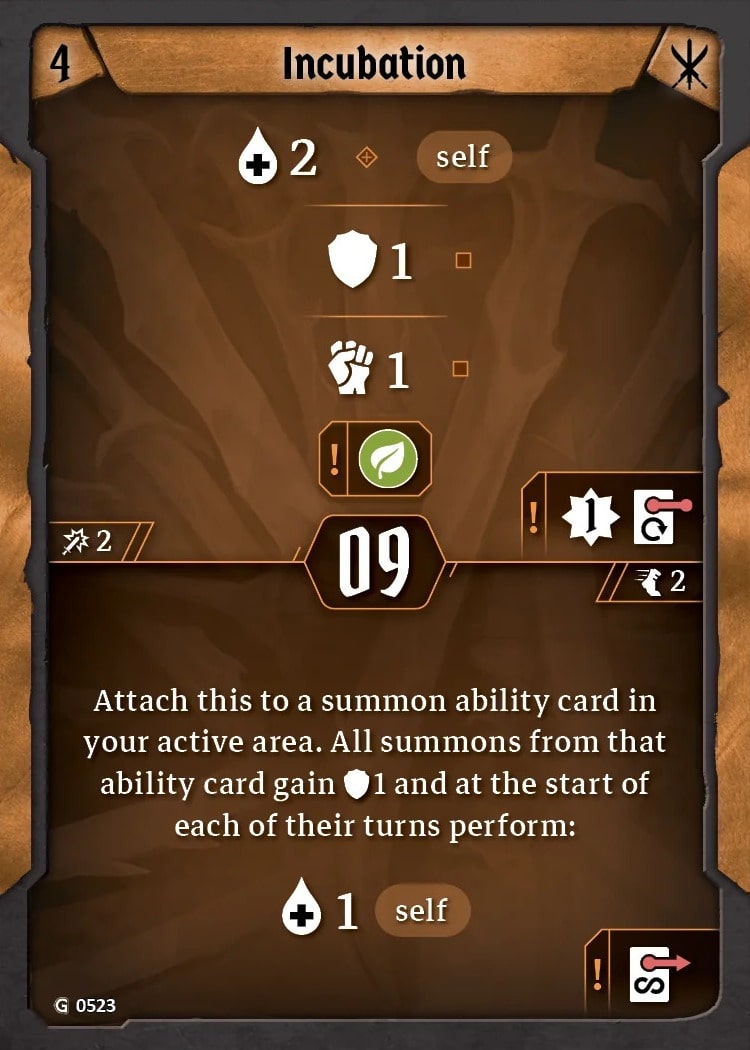 4
Incubation
2 self
1
1
!
! 1
2
09
2
Attach this to a summon ability card in
your active area. All summons from that
ability card gain 1 and at the start of
each of their turns perform:
1 self
!
G 0523